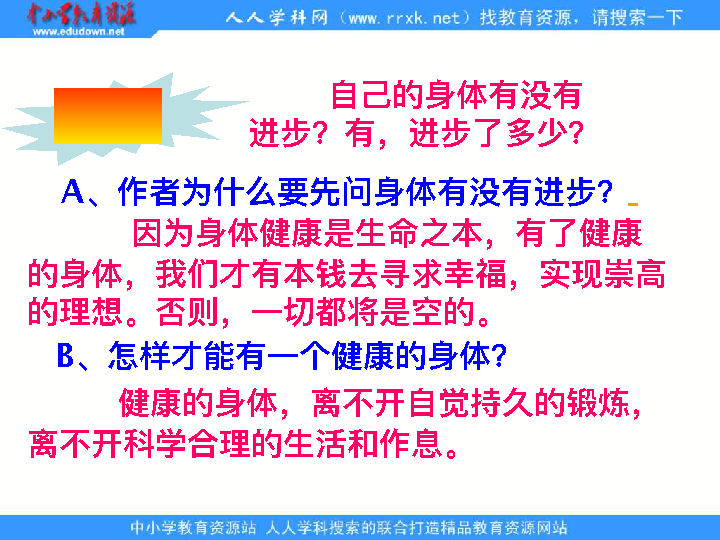 中小学教育资源
www.edudown.net
人人学科网（www.rrxk.net）找教育资源，请搜索一下
自己的身体有没有
进步？有，进步了多少？
A、作者为什么要先问身体有没有进步？
因为身体健康是生命之本，有了健康
的身体，我们才有本钱去寻求幸福，实现崇高
的理想。否则，一切都将是空的。
B、怎样才能有一个健康的身体？
健康的身体，离不开自觉持久的锻炼，
离不开科学合理的生活和作息。
中小学教育资源站 人人学科搜索的联合打造精品教育资源网站